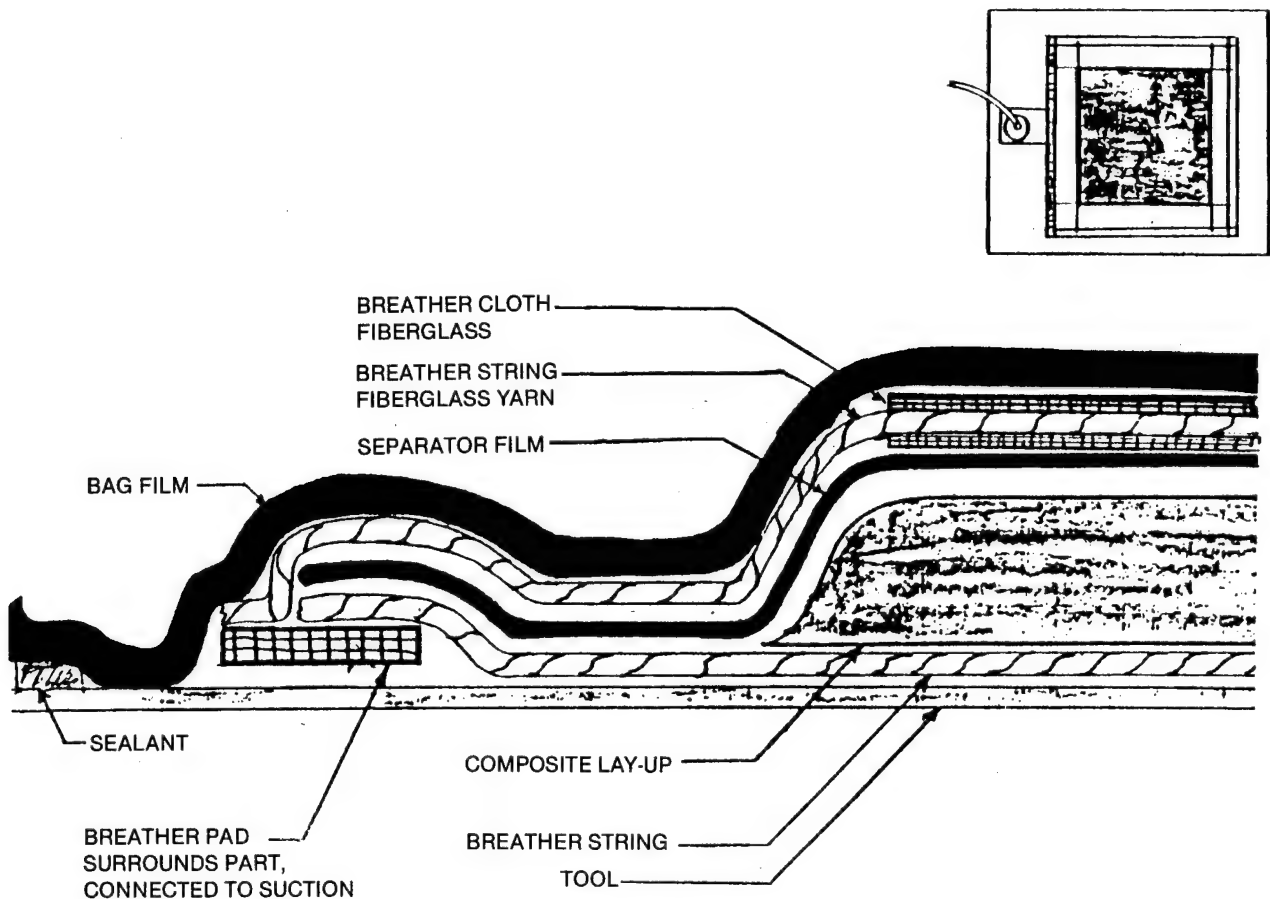 BREATHER CLOTH
FIBERGLASS
BREATHER STRING
FIBERGLASS YARN
SEPARATOR FILM
BAG FILM
SEALANT
COMPOSITE LAY-UP
BREATHER PAD
SURROUNDS PART,
CONNECTED TO SUCTION
BREATHER STRING
TOOL